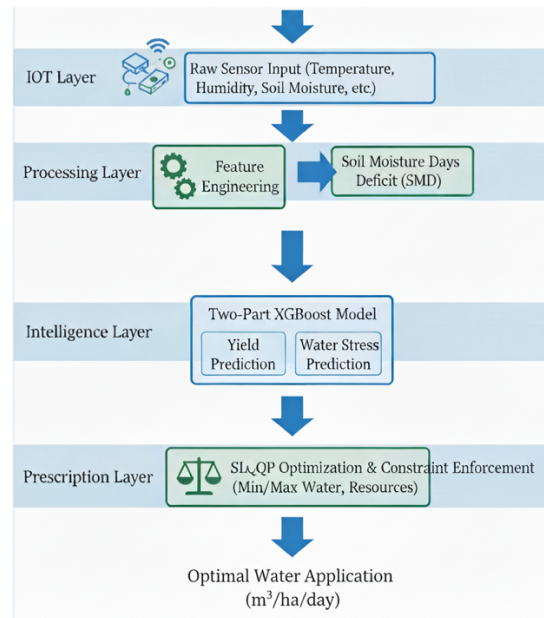 IOT Layer
Raw Sensor Input (Temperature,
Humidity, Soil Moisture, etc.)
Processing Layer
Feature
Engineering
Soil Moisture Days
Deficit (SMD)
Intelligence Layer
Two-Part XGBoost Model
Yield
Prediction
Water Stress
Prediction
Prescription Layer
Optimization & Constraint Enforcement
(Min/Max Water, Resources)
Optimal Water Application
(m³/ha/day)